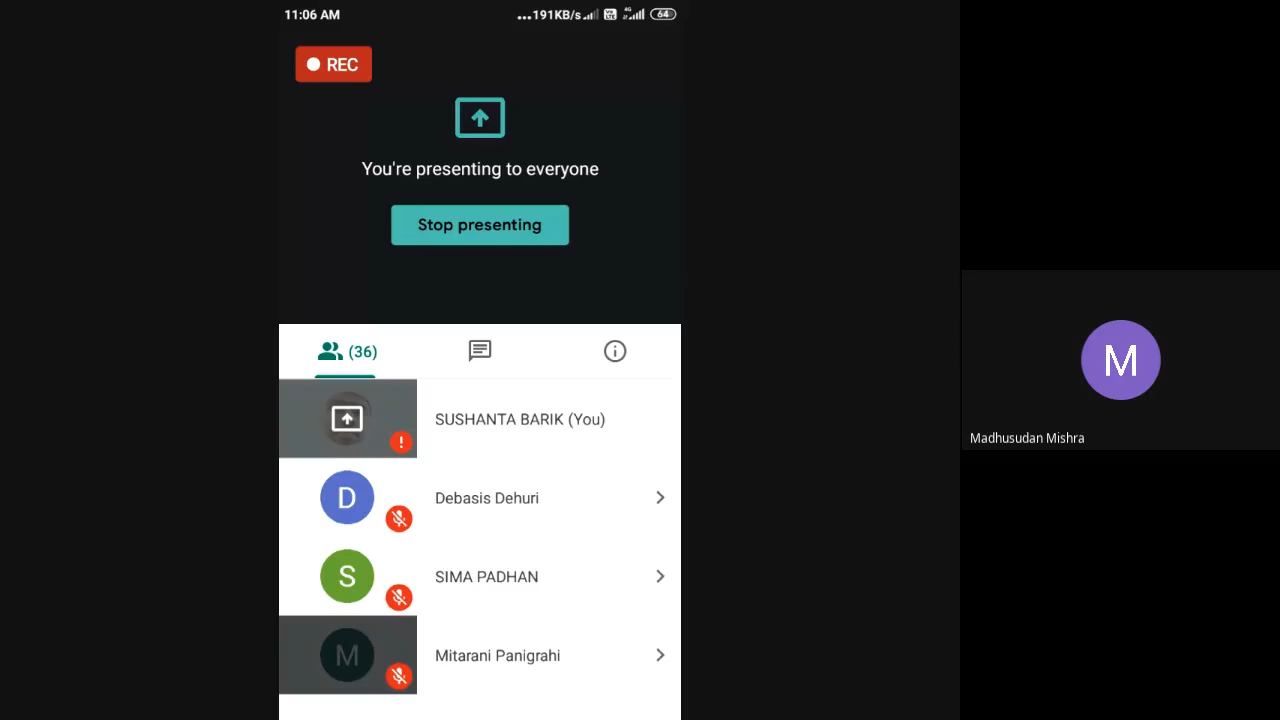 11:06 AM
...191KB/s 4G 64
REC
You're presenting to everyone
Stop presenting
(36)
SUSHANTA BARIK (You)
D
Debasis Dehuri
S
SIMA PADHAN
M
Mitarani Panigrahi
M
Madhusudan Mishra